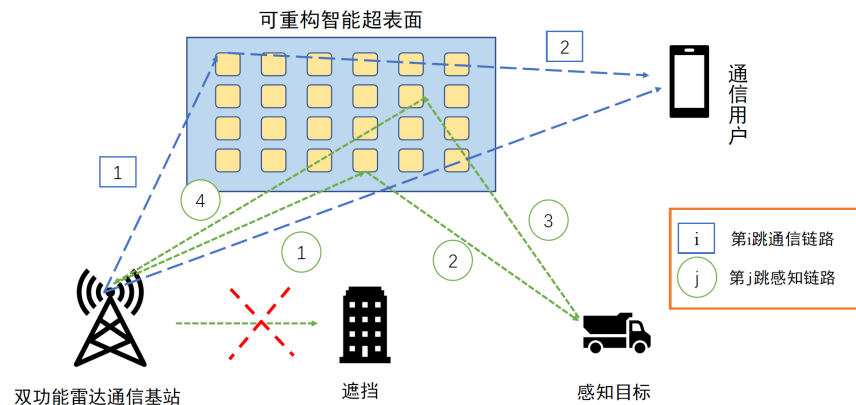 可重构智能超表面
2
通信用户
1
4
3
1
2
i 第i跳通信链路
j 第j跳感知链路
双功能雷达通信基站
遮挡
感知目标